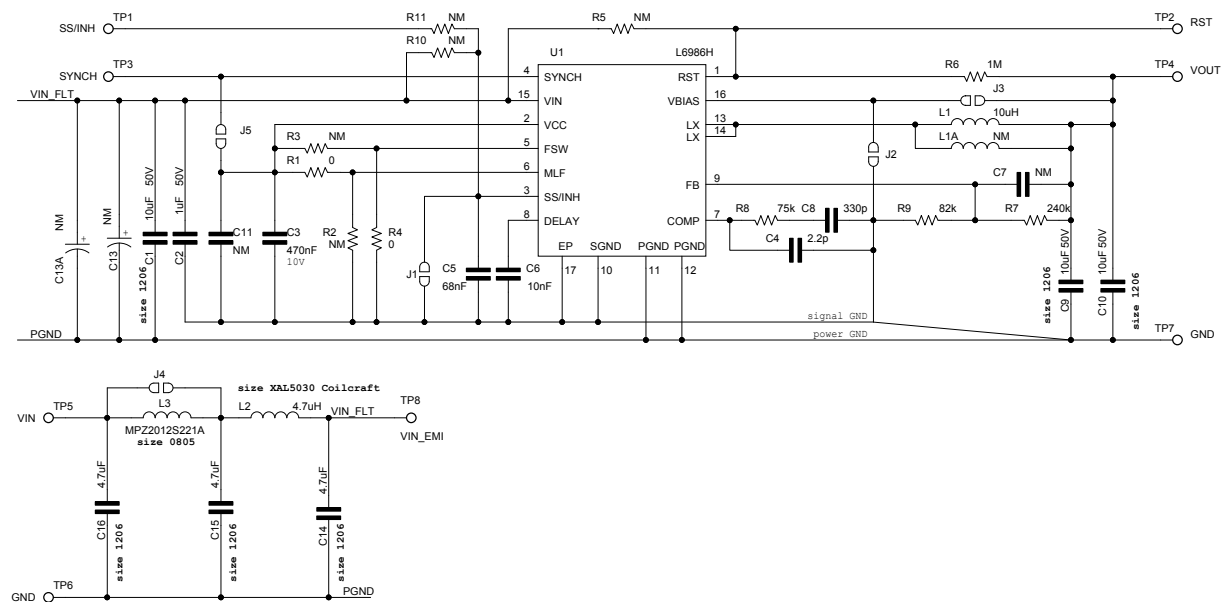 TP1 R11 NM R5 NM TP2
SS/INH RST
R10 NM
U1 L6986H
TP3 R6 1M TP4
SYNCH 4 SYNCH RST 1 VOUT
VIN_FLT 15 VIN VBIAS 16 J3
L1 10uH
2 VCC LX 13
LX 14
J5 R3 NM L1A NM
5 FSW J2
R1 0
6 MLF C7 NM
3 SS/INH FB 9
8 DELAY COMP 7 R8 75k C8 330p R9 82k R7 240k
C4 2.2p
EP SGND PGND PGND
17 10 11 12
NM C13A
NM C13
10uF 50V C1 size 1206
1uF 50V C2
C11 NM
C3 470nF 10V
R2 NM
R4 0
J1
C5 68nF
C6 10nF
10uF 50V C9 size 1206
10uF 50V C10 size 1206
signal GND
PGND power GND TP7 GND
J4 size XAL5030 Coilcraft
TP5 L3 L2 4.7uH VIN_FLT TP8
VIN
MPZ2012S221A VIN_EMI
size 0805
4.7uF C16 size 1206
4.7uF C15 size 1206
4.7uF C14 size 1206
TP6 PGND
GND